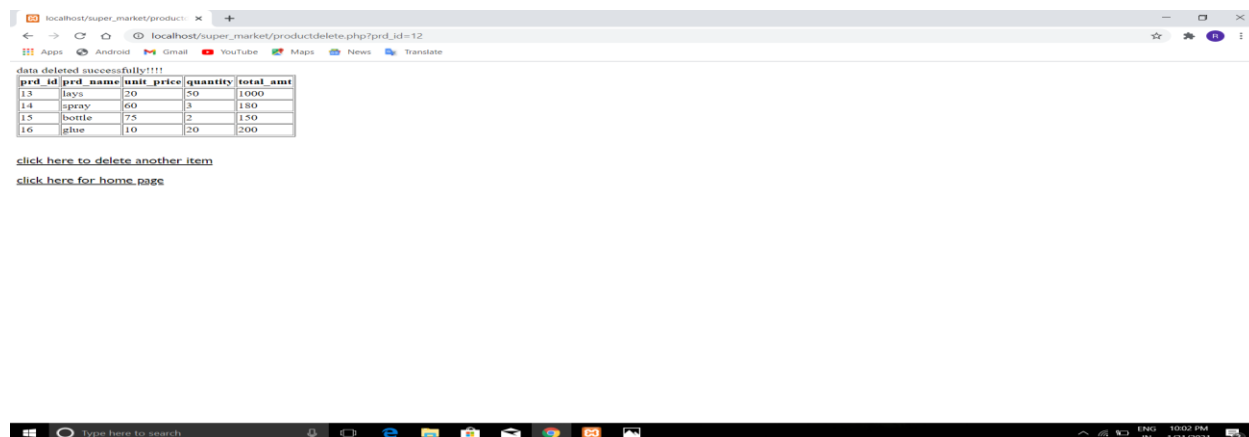 localhost/super_market/product
localhost/super_market/productdelete.php?prd_id=12
R
Apps Android Gmail YouTube Maps News Translate
data deleted successfully!!!!
prd_id prd_name unit_price quantity total_amt
13 lays 20 50 1000
14 spray 60 3 180
15 bottle 75 2 150
16 glue 10 20 200
click here to delete another item
click here for home page
Type here to search
ENG 10:02 PM